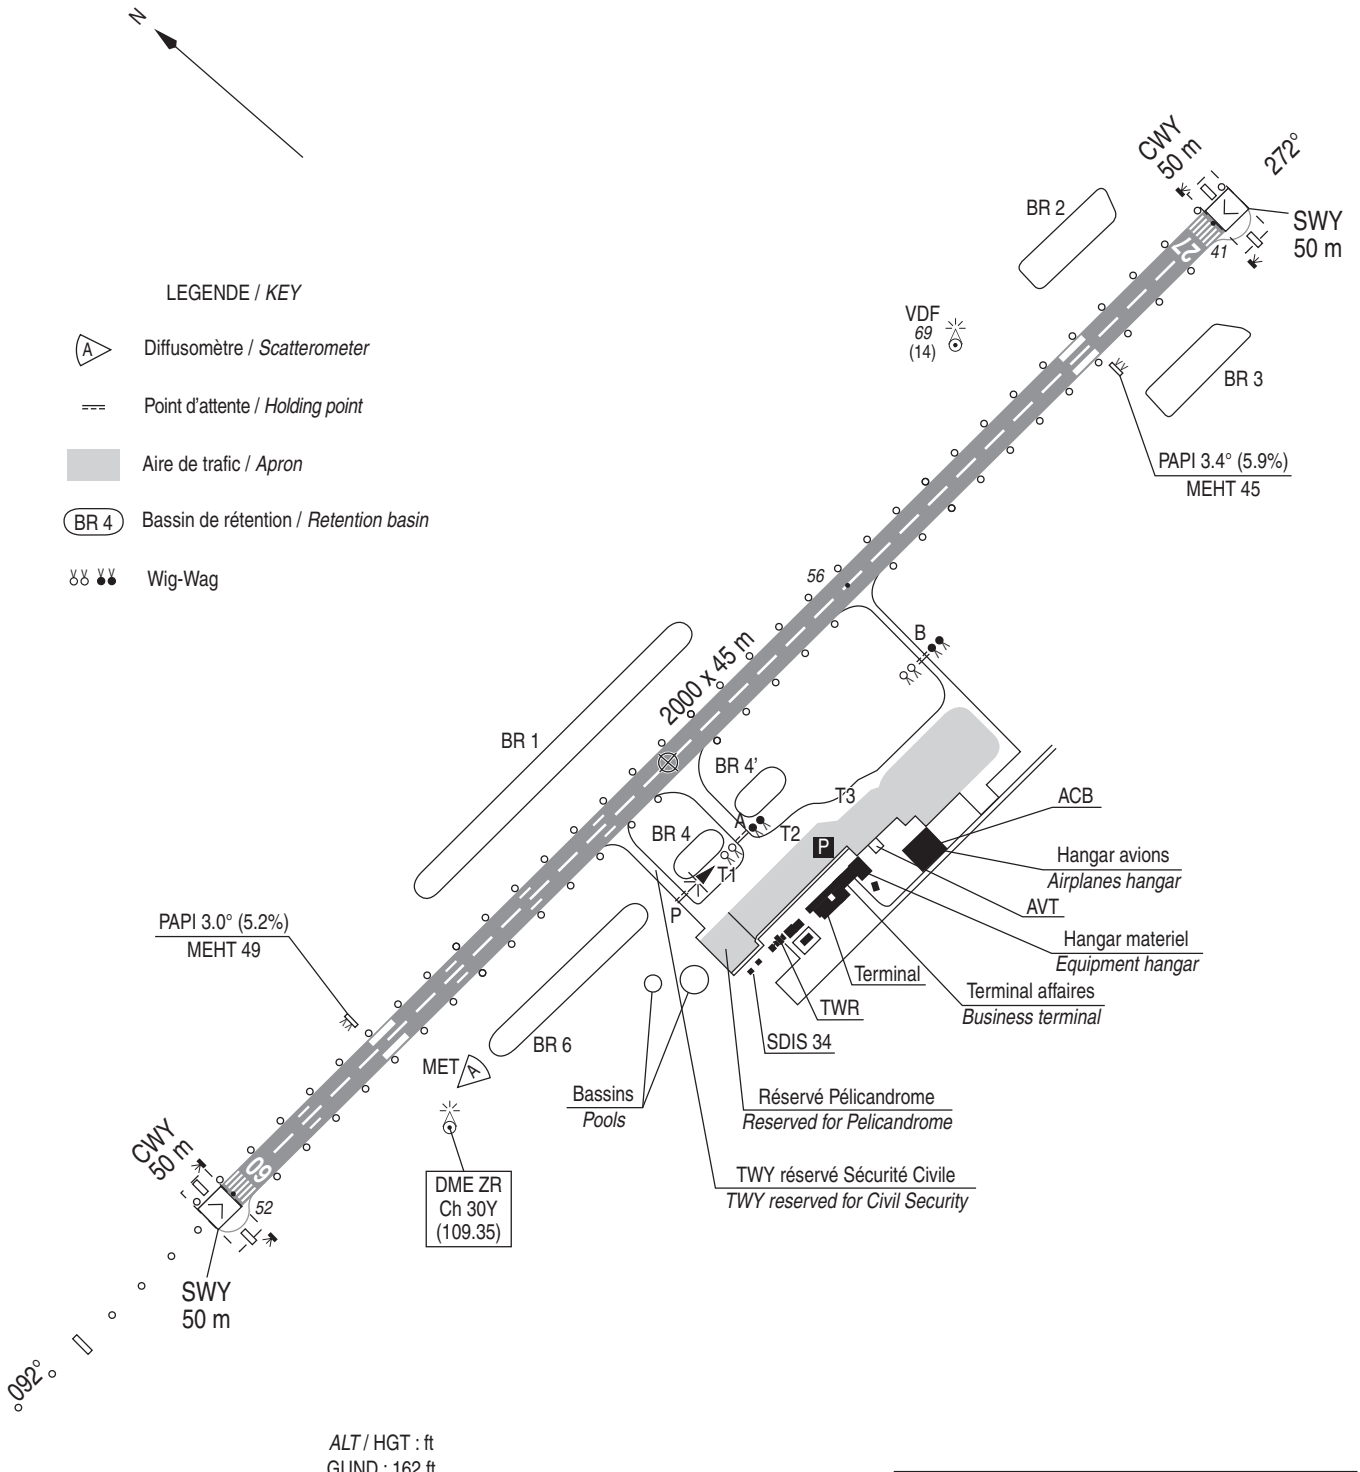 N
CWY
50 m
272°
SWY
50 m
27
41
BR 2
VDF
69
(14)
BR 3
PAPI 3.4° (5.9%)
MEHT 45
LEGENDE / KEY
A
Diffusomètre / Scatterometer
Point d'attente / Holding point
Aire de trafic / Apron
BR 4
Bassin de rétention / Retention basin
Wig-Wag
56
B
2000 x 45 m
BR 1
BR 4'
T3
ACB
A
BR 4
T2
P
Hangar avions
Airplanes hangar
T1
AVT
P
PAPI 3.0° (5.2%)
MEHT 49
Hangar materiel
Equipment hangar
Terminal
Terminal affaires
Business terminal
TWR
SDIS 34
BR 6
MET
A
Bassins
Pools
Réservé Pélicandrome
Reserved for Pelicandrome
TWY réservé Sécurité Civile
TWY reserved for Civil Security
CWY
50 m
09
52
DME ZR
Ch 30Y
(109.35)
SWY
50 m
092°
ALT / HGT : ft
GUND : 162 ft